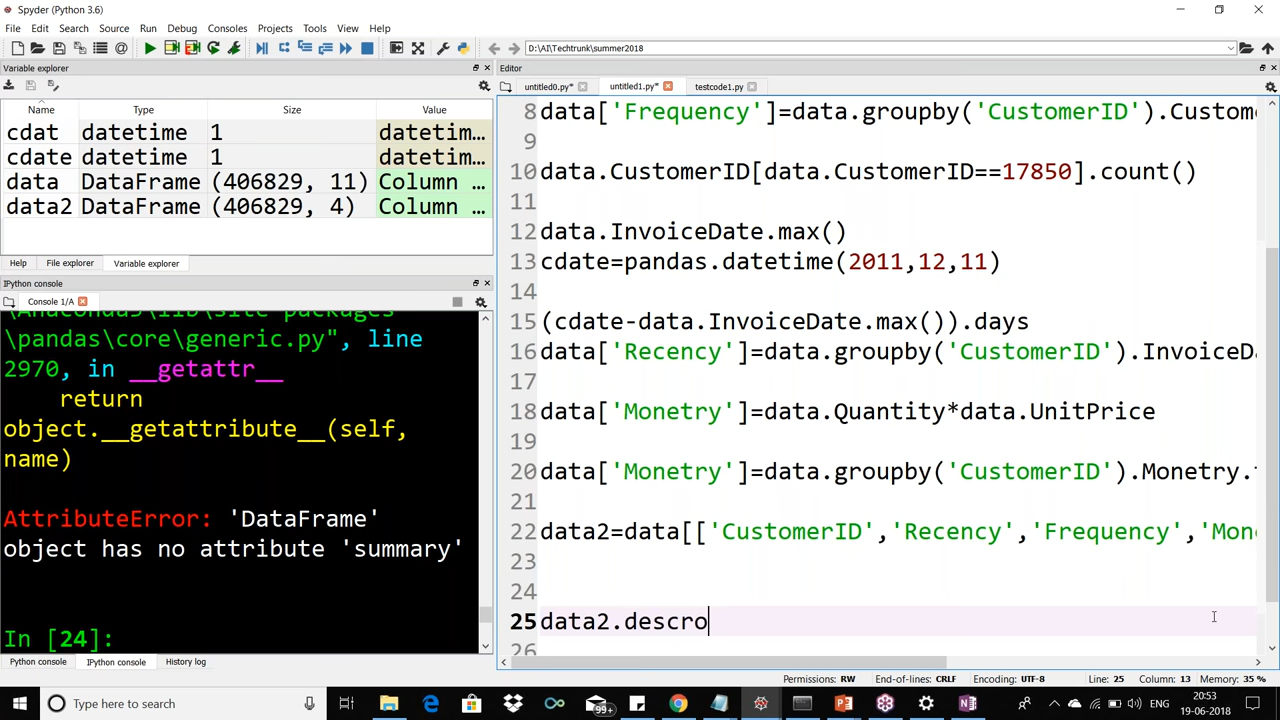 Spyder (Python 3.6)
File Edit Search Source Run Debug Consoles Projects Tools View Help
D:\AI\Techtrunk\summer2018
Variable explorer
Name Type Size Value
cdat datetime 1 datetim...
cdate datetime 1 datetim...
data DataFrame (406829, 11) Column ...
data2 DataFrame (406829, 4) Column ...
Help File explorer Variable explorer
IPython console
Console 1/A
\Anaconda3\lib\site-packages
\pandas\core\generic.py", line
2970, in __getattr__
return
object.__getattribute__(self,
name)
AttributeError: 'DataFrame'
object has no attribute 'summary'
In [24]:
Python console IPython console History log
Editor
untitled0.py* untitled1.py* testcode1.py
8 data['Frequency']=data.groupby('CustomerID').Custome
9
10 data.CustomerID[data.CustomerID==17850].count()
11
12 data.InvoiceDate.max()
13 cdate=pandas.datetime(2011,12,11)
14
15 (cdate-data.InvoiceDate.max()).days
16 data['Recency']=data.groupby('CustomerID').InvoiceDa
17
18 data['Monetry']=data.Quantity*data.UnitPrice
19
20 data['Monetry']=data.groupby('CustomerID').Monetry.
21
22 data2=data[['CustomerID','Recency','Frequency','Mone
23
24
25 data2.descro
26
Permissions: RW End-of-lines: CRLF Encoding: UTF-8 Line: 25 Column: 13 Memory: 35 %
Type here to search
99+
ENG
20:53
19-06-2018